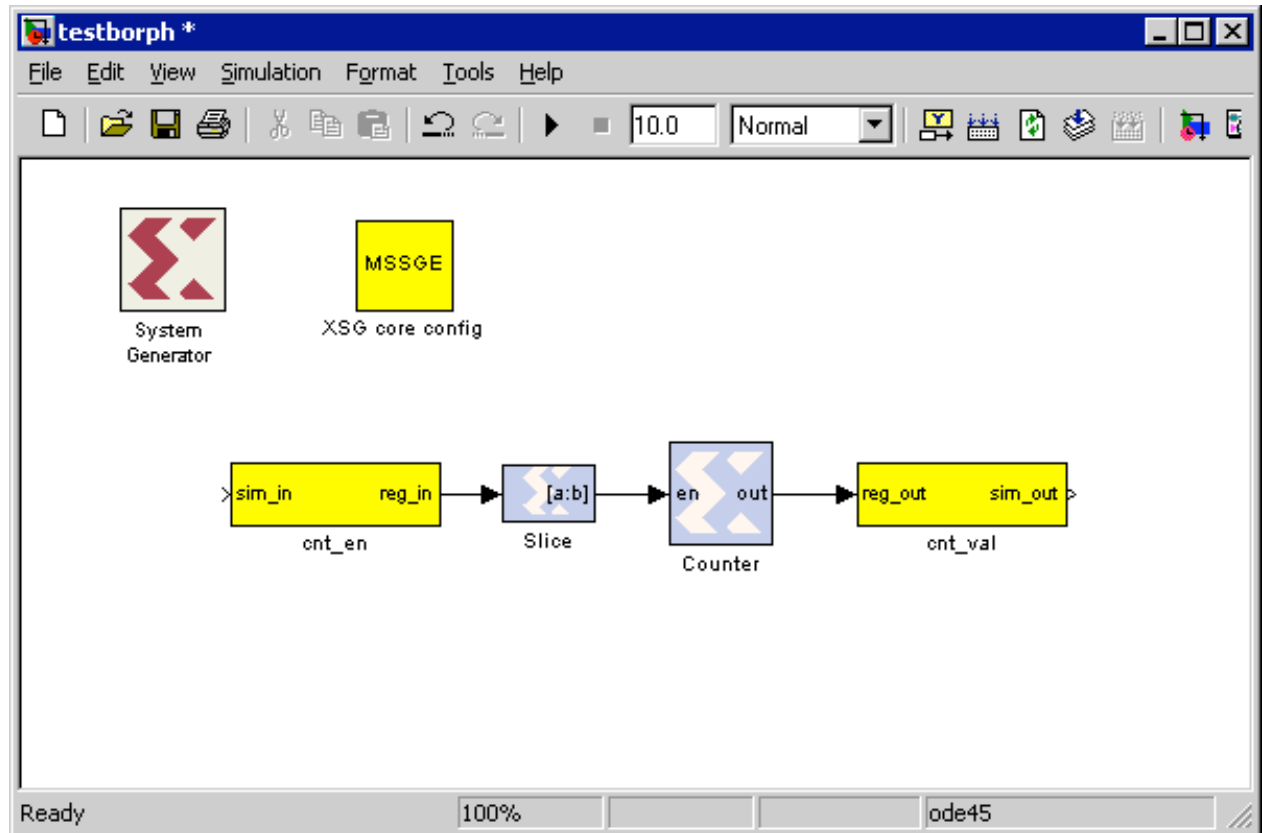 testborph *
File Edit View Simulation Format Tools Help
10.0 Normal
MSSGE
System
Generator
XSG core config
sim_in reg_in
[a:b]
en out
reg_out sim_out
cnt_en
Slice
Counter
cnt_val
Ready 100% ode45